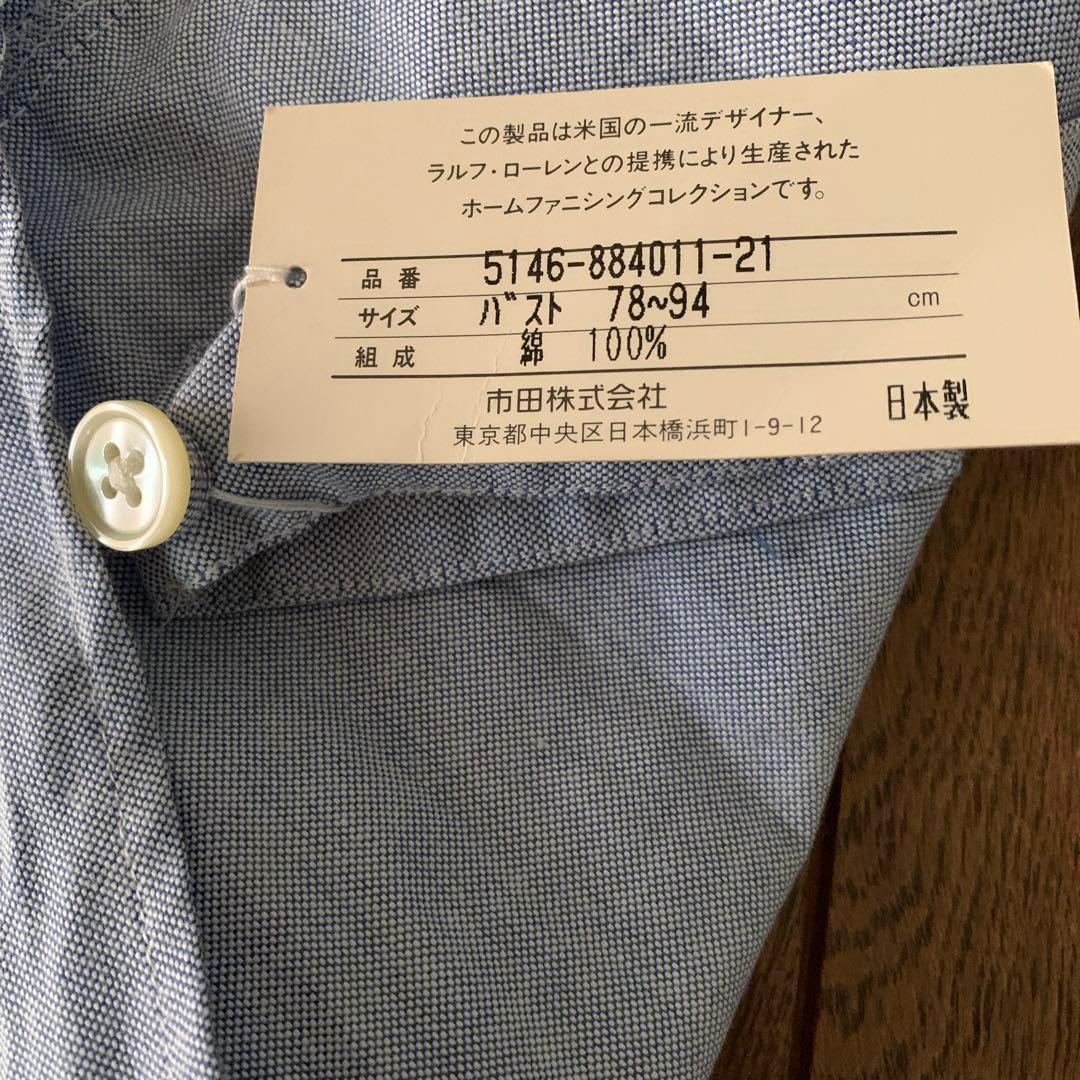 この製品は米国の一流デザイナー、
ラルフ・ローレンとの提携により生産された
ホームファニシングコレクションです。
品番 5146-884011-21
サイズ バスト 78~94 cm
組成 綿 100%
市田株式会社
東京都中央区日本橋浜町1-9-12
日本製